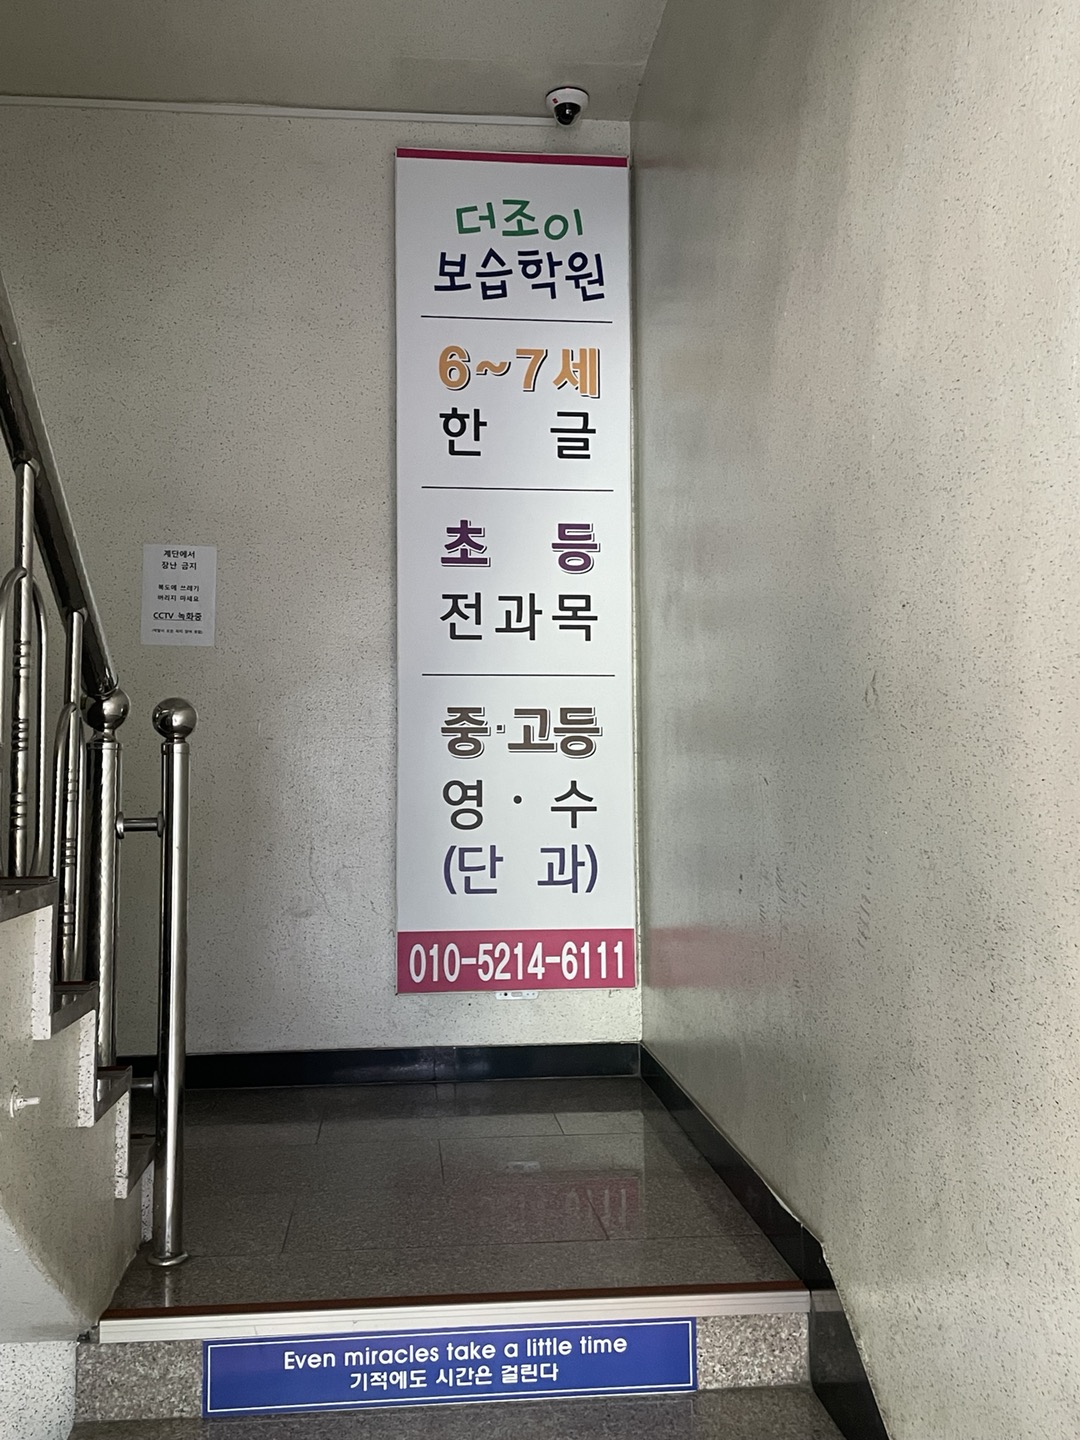 더조이
보습학원
6~7세
한 글
초 등
전과목
중·고등
영·수
(단 과)
010-5214-6111
계단에서
장난 금지
복도에 쓰레기
버리지 마세요
CCTV 녹화중
Even miracles take a little time
기적에도 시간은 걸린다